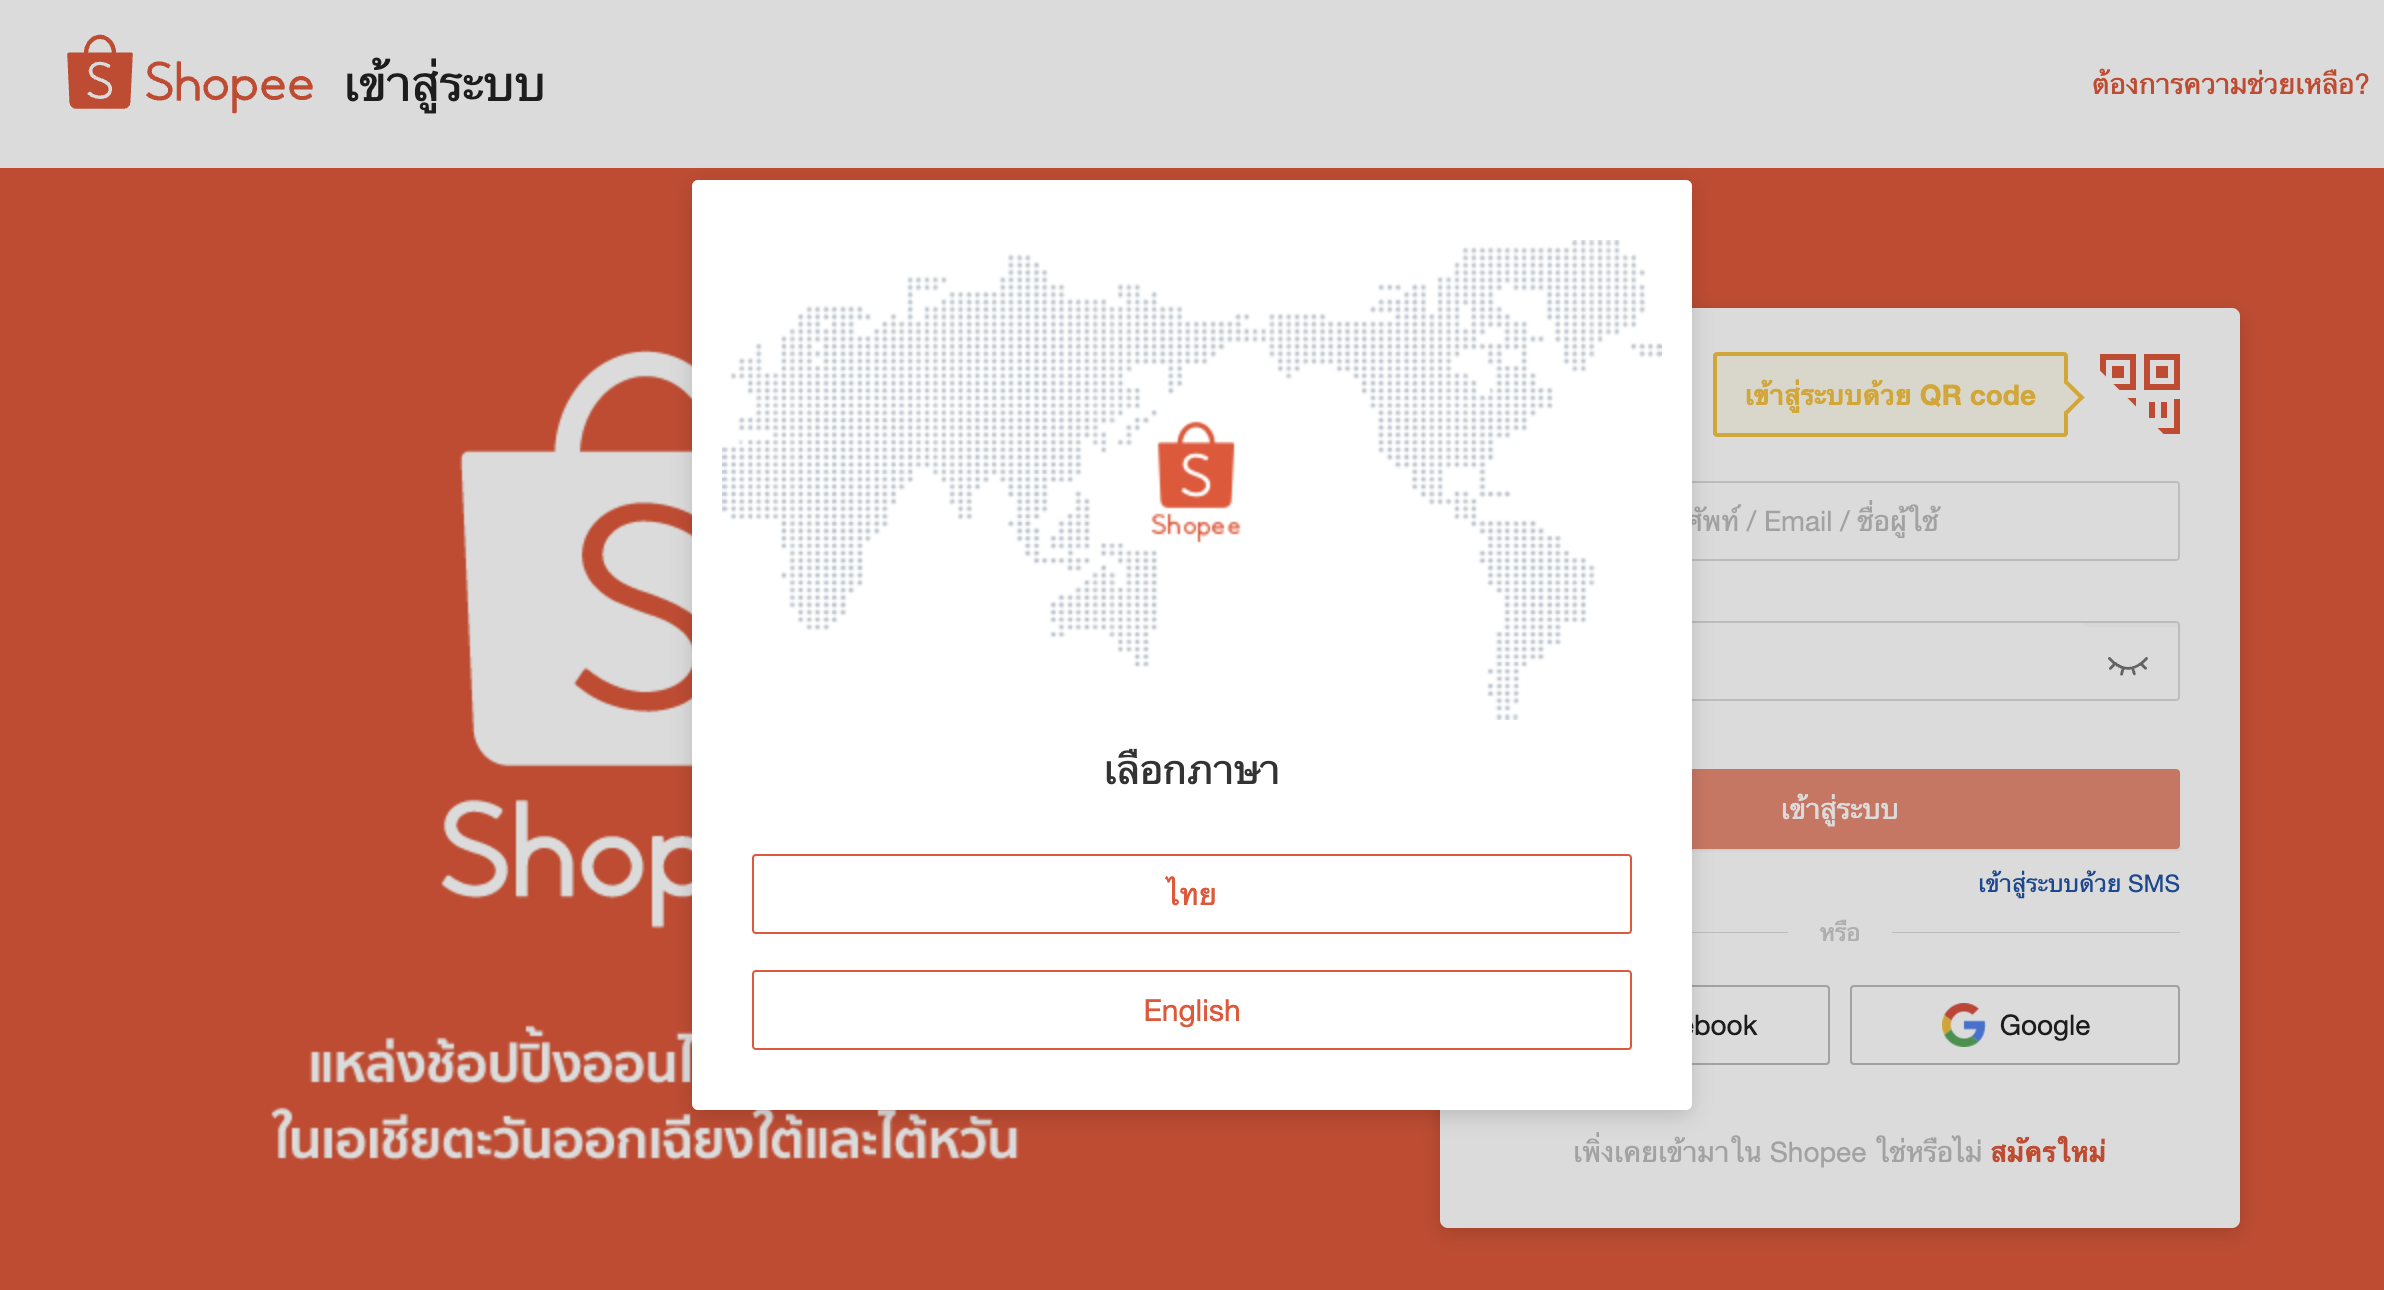 Shopee เข้าสู่ระบบ
ต้องการความช่วยเหลือ?
Shopee
เลือกภาษา
ไทย
English
แหล่งช้อปปิ้งออนไ
ในเอเชียตะวันออกเฉียงใต้และไต้หวัน
เข้าสู่ระบบด้วย QR code
/ Email / ชื่อผู้ใช้
เข้าสู่ระบบ
เข้าสู่ระบบด้วย SMS
หรือ
book
Google
เพิ่งเคยเข้ามาใน Shopee ใช่หรือไม่ สมัครใหม่